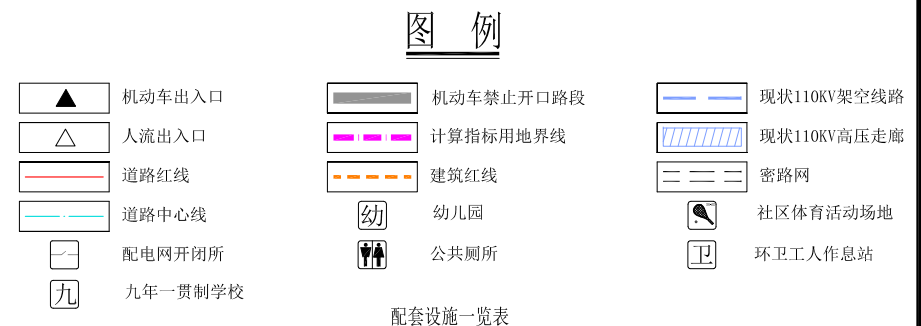 图 例
机动车出入口 机动车禁止开口路段 现状110KV架空线路
人流出入口 计算指标用地界线 现状110KV高压走廊
道路红线 建筑红线 密路网
道路中心线 幼 幼儿园 社区体育活动场地
配电网开闭所 公共厕所 卫 环卫工人作息站
九 九年一贯制学校
配套设施一览表